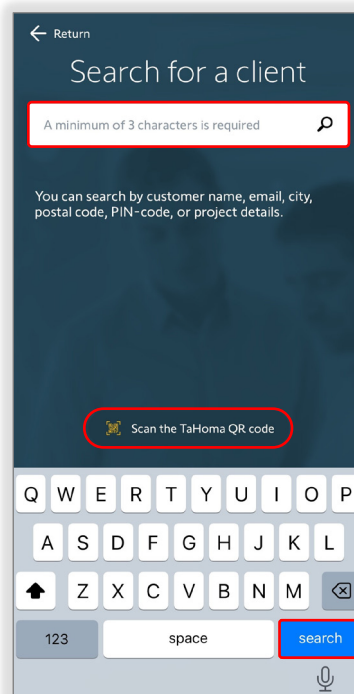 Return
Search for a client
A minimum of 3 characters is required
You can search by customer name, email, city,
postal code, PIN-code, or project details.
Scan the TaHoma QR code
Q W E R T Y U I O P
A S D F G H J K L
Z X C V B N M
123 space search